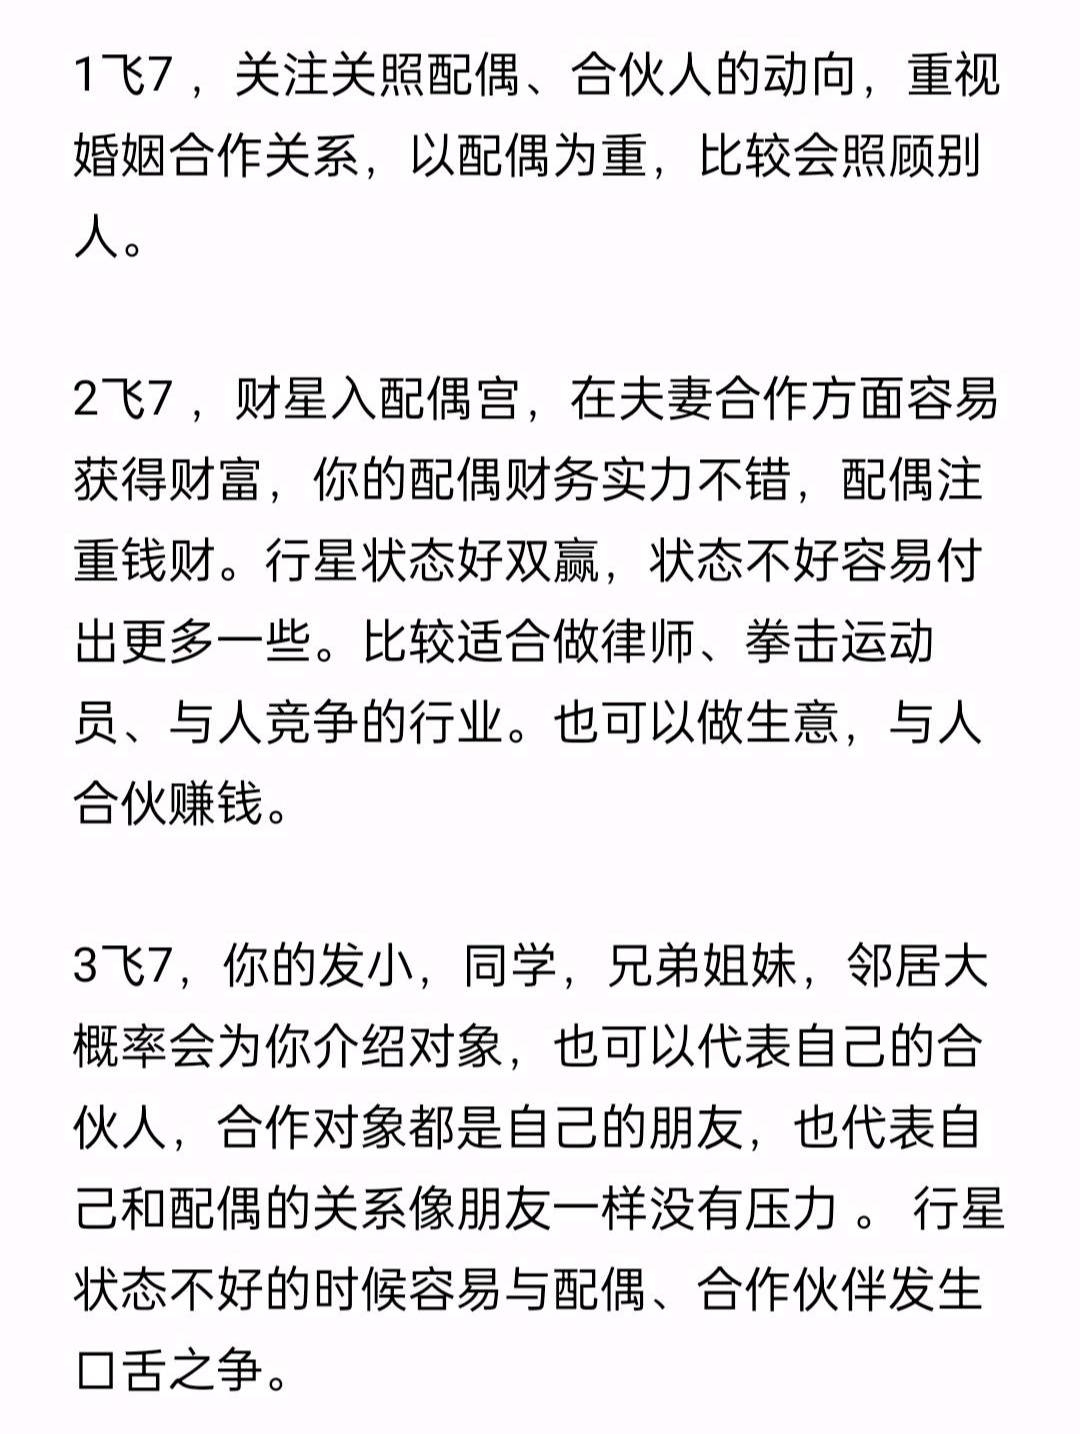 1飞7 ，关注关照配偶、合伙人的动向，重视
婚姻合作关系，以配偶为重，比较会照顾别
人。
2飞7 ，财星入配偶宫，在夫妻合作方面容易
获得财富，你的配偶财务实力不错，配偶注
重钱财。行星状态好双赢，状态不好容易付
出更多一些。比较适合做律师、拳击运动
员、与人竞争的行业。也可以做生意，与人
合伙赚钱。
3飞7，你的发小，同学，兄弟姐妹，邻居大
概率会为你介绍对象，也可以代表自己的合
伙人，合作对象都是自己的朋友，也代表自
己和配偶的关系像朋友一样没有压力 。 行星
状态不好的时候容易与配偶、合作伙伴发生
口舌之争。